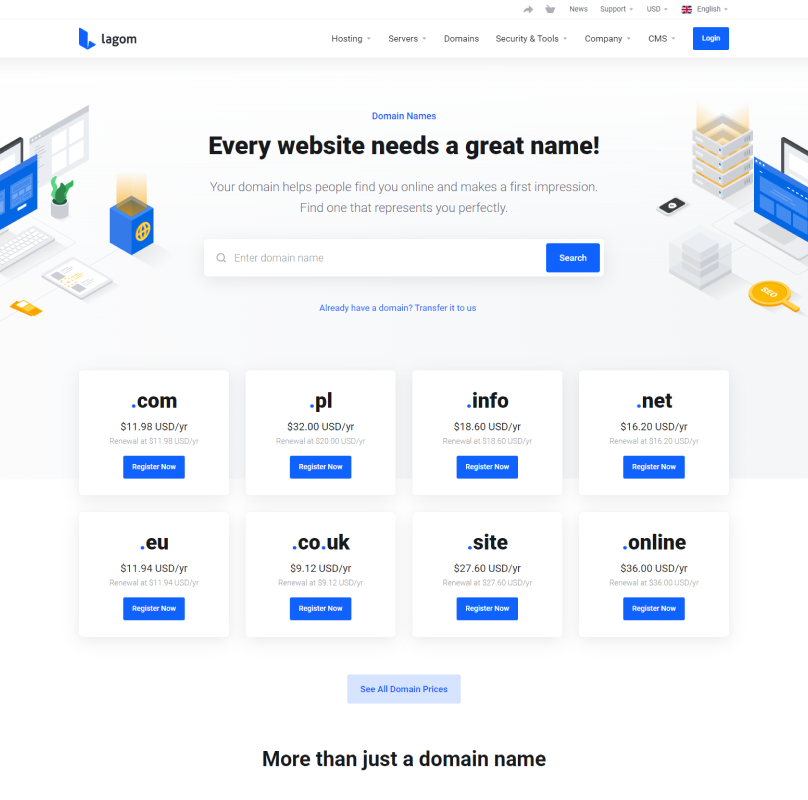 News Support USD English
lagom
Hosting Servers Domains Security & Tools Company CMS Login
Domain Names
Every website needs a great name!
Your domain helps people find you online and makes a first impression.
Find one that represents you perfectly.
Enter domain name Search
Already have a domain? Transfer it to us
SEO
.com
$11.98 USD/yr
Renewal at $11.98 USD/yr
Register Now
.pl
$32.00 USD/yr
Renewal at $20.00 USD/yr
Register Now
.info
$18.60 USD/yr
Renewal at $18.60 USD/yr
Register Now
.net
$16.20 USD/yr
Renewal at $16.20 USD/yr
Register Now
.eu
$11.94 USD/yr
Renewal at $11.94 USD/yr
Register Now
.co.uk
$9.12 USD/yr
Renewal at $9.12 USD/yr
Register Now
.site
$27.60 USD/yr
Renewal at $27.60 USD/yr
Register Now
.online
$36.00 USD/yr
Renewal at $36.00 USD/yr
Register Now
See All Domain Prices
More than just a domain name